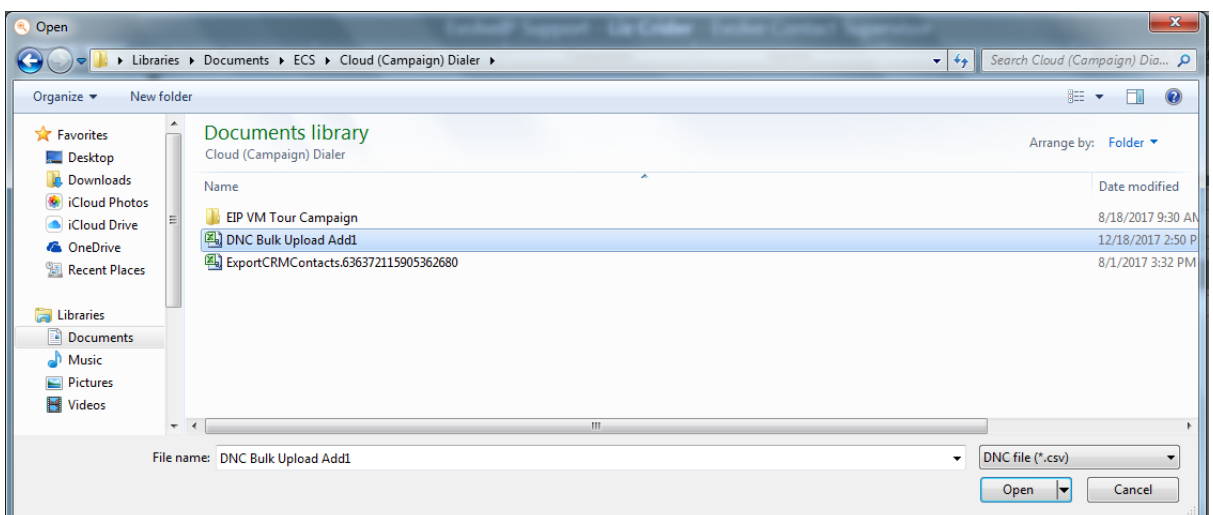 Open
Libraries ▸ Documents ▸ ECS ▸ Cloud (Campaign) Dialer ▸
Search Cloud (Campaign) Dia...
Organize New folder
Favorites
Desktop
Downloads
iCloud Photos
iCloud Drive
OneDrive
Recent Places
Libraries
Documents
Music
Pictures
Videos
Documents library
Cloud (Campaign) Dialer
Arrange by: Folder
Name Date modified
EIP VM Tour Campaign 8/18/2017 9:30 AM
DNC Bulk Upload Add1 12/18/2017 2:50 P
ExportCRMContacts.636372115905362680 8/1/2017 3:32 PM
File name: DNC Bulk Upload Add1 DNC file (*.csv)
Open Cancel